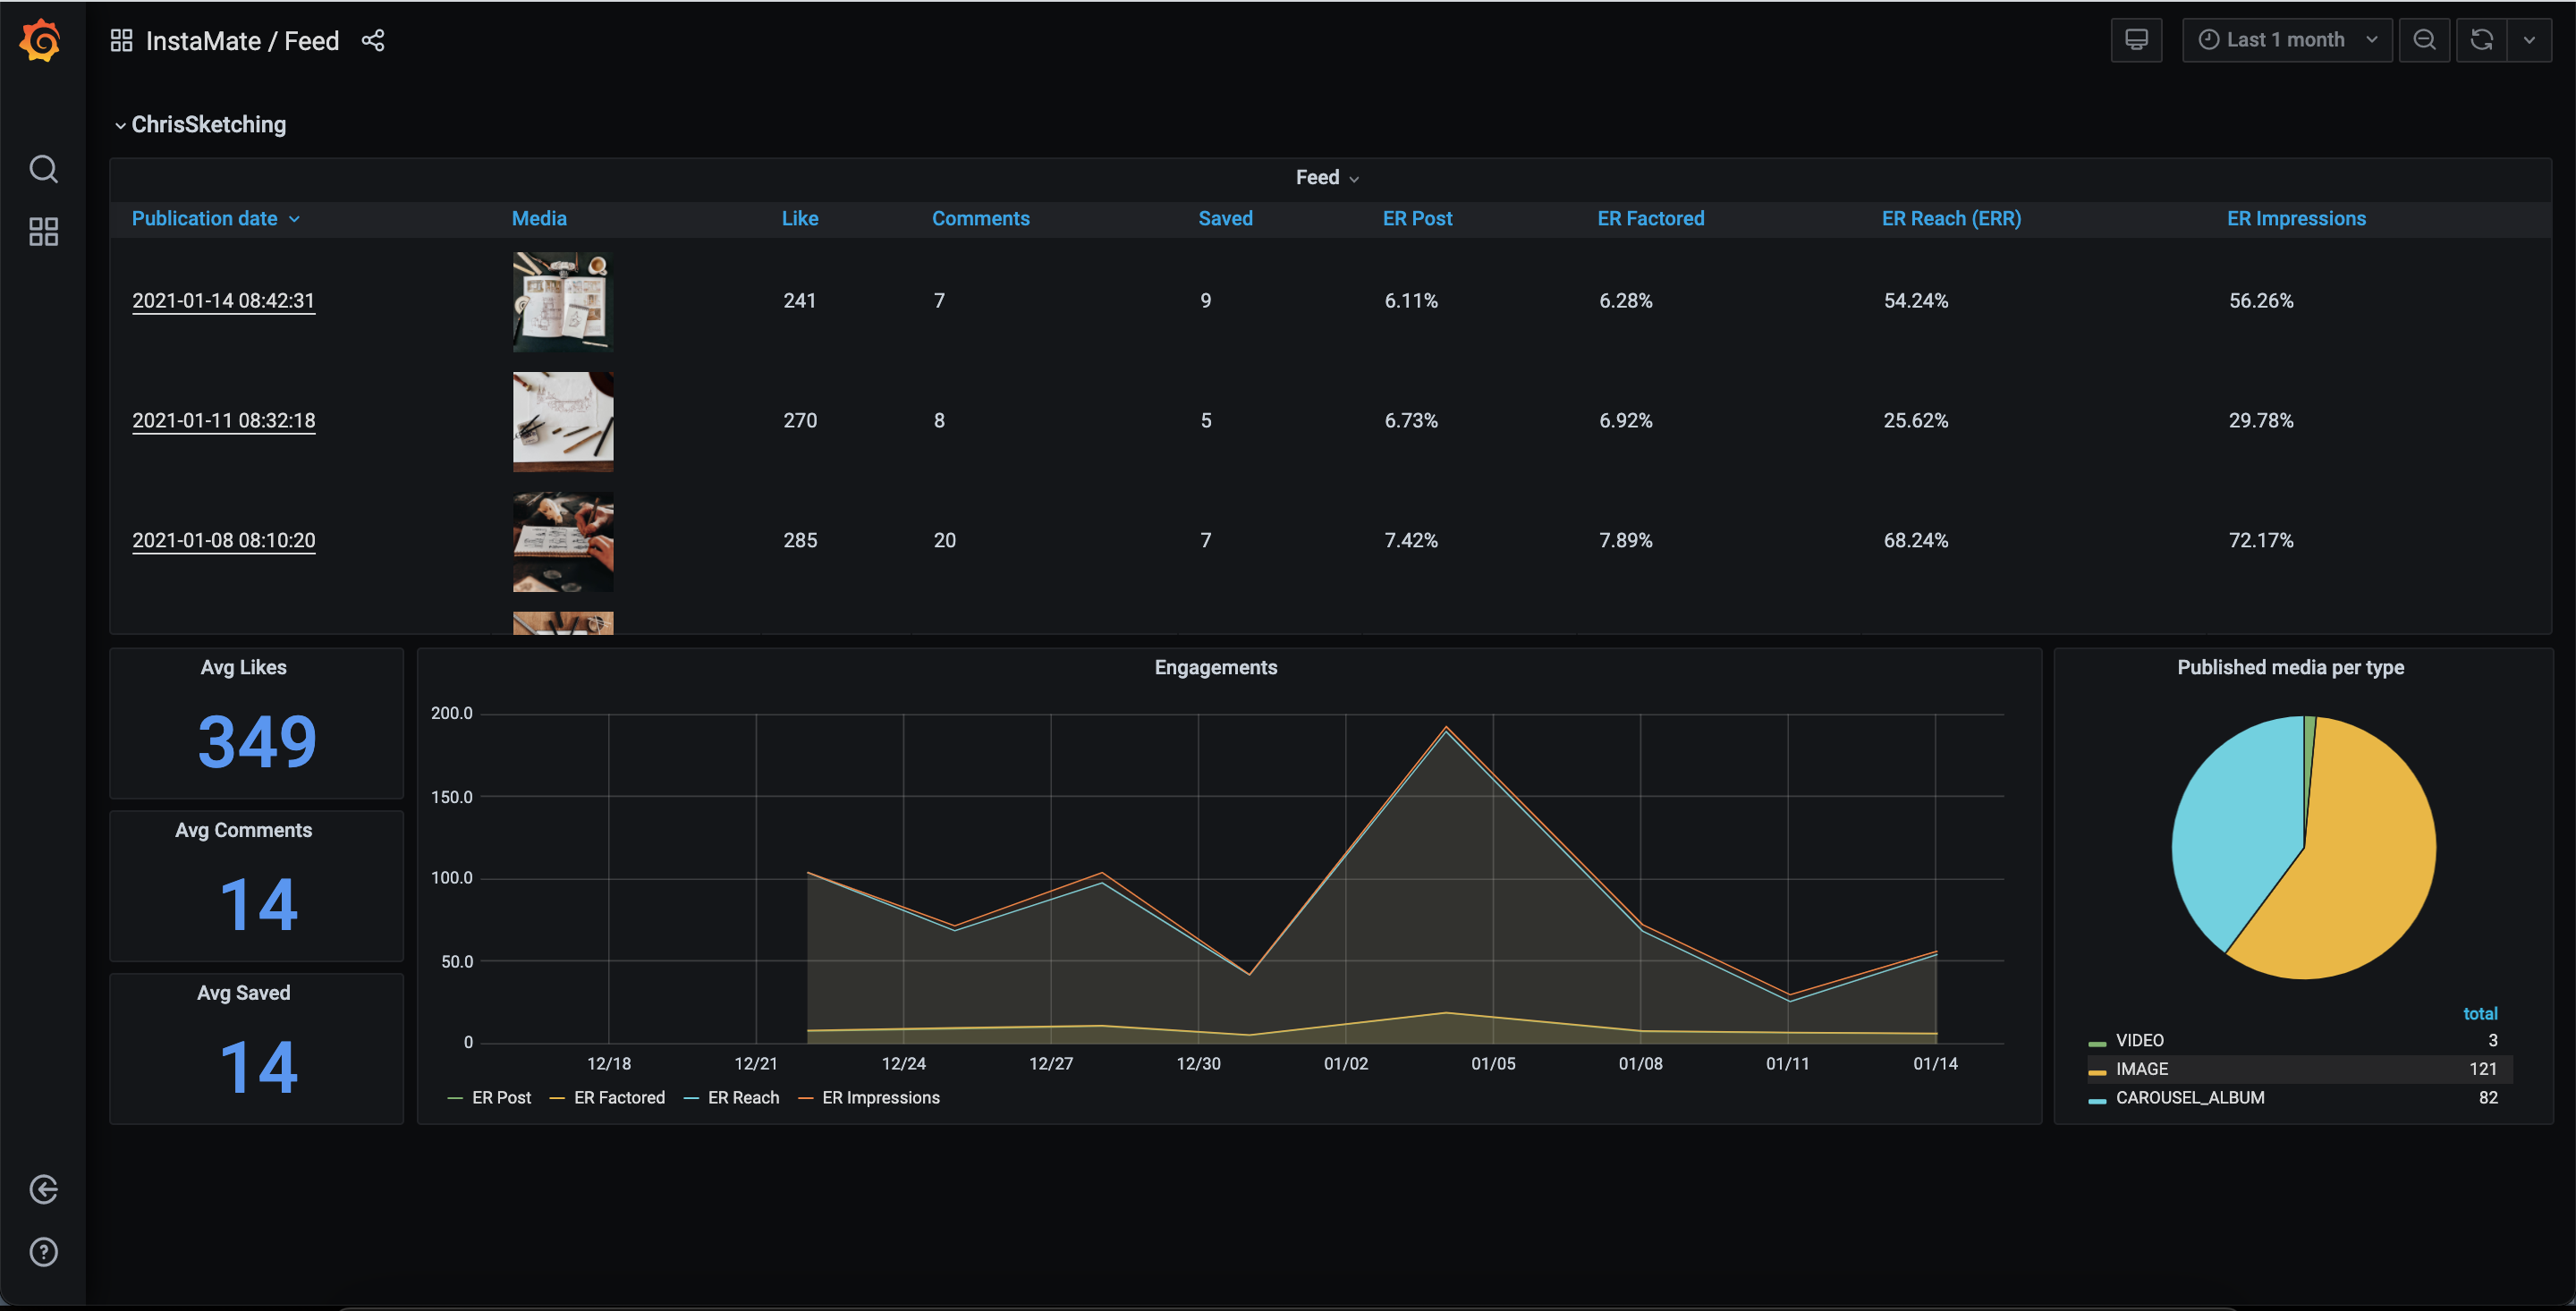 InstaMate / Feed
Last 1 month
ChrisSketching
Feed
Publication date Media Like Comments Saved ER Post ER Factored ER Reach (ERR) ER Impressions
2021-01-14 08:42:31 241 7 9 6.11% 6.28% 54.24% 56.26%
2021-01-11 08:32:18 270 8 5 6.73% 6.92% 25.62% 29.78%
2021-01-08 08:10:20 285 20 7 7.42% 7.89% 68.24% 72.17%
Avg Likes
349
Avg Comments
14
Avg Saved
14
Engagements
200.0
150.0
100.0
50.0
0
12/18 12/21 12/24 12/27 12/30 01/02 01/05 01/08 01/11 01/14
ER Post ER Factored ER Reach ER Impressions
Published media per type
total
VIDEO 3
IMAGE 121
CAROUSEL_ALBUM 82